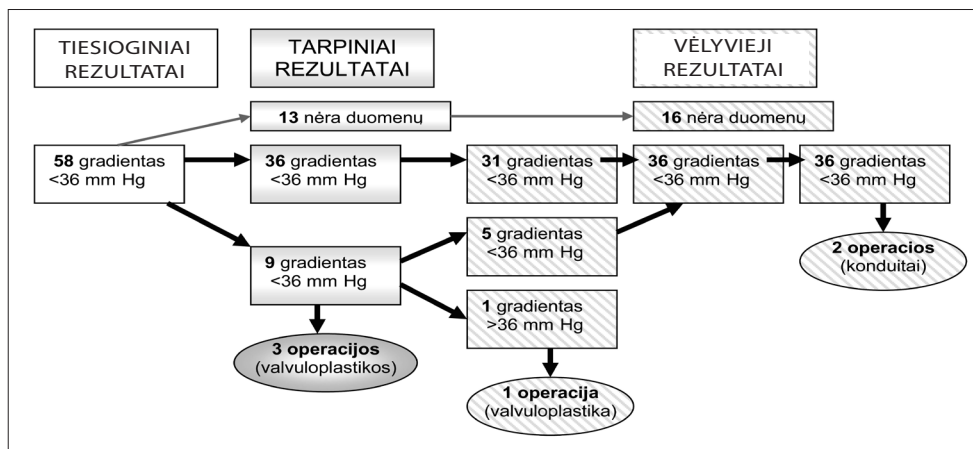 TIESIOGINIAI
REZULTATAI
TARPINIAI
REZULTATAI
VĖLYVIEJI
REZULTATAI
13 nėra duomenų
16 nėra duomenų
58 gradientas
<36 mm Hg
36 gradientas
<36 mm Hg
31 gradientas
<36 mm Hg
36 gradientas
<36 mm Hg
36 gradientas
<36 mm Hg
9 gradientas
<36 mm Hg
5 gradientas
<36 mm Hg
2 operacios
(konduitai)
1 gradientas
>36 mm Hg
3 operacijos
(valvuloplastikos)
1 operacija
(valvuloplastika)